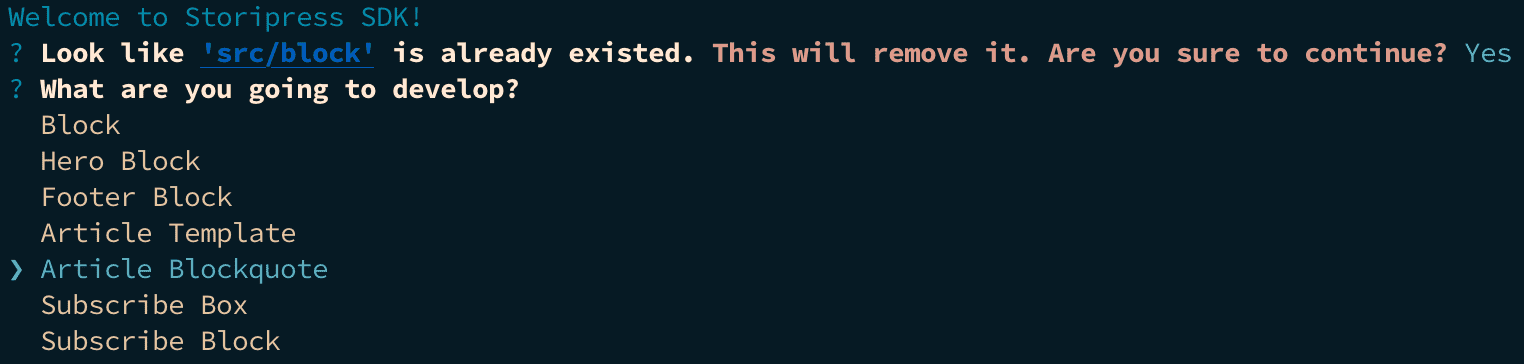 Welcome to Storipress SDK!
? Look like 'src/block' is already existed. This will remove it. Are you sure to continue? Yes
? What are you going to develop?
Block
Hero Block
Footer Block
Article Template
❯ Article Blockquote
Subscribe Box
Subscribe Block